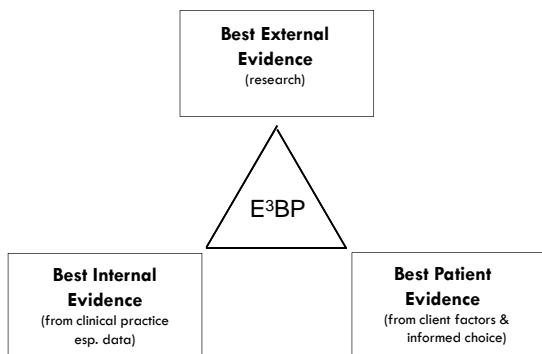 Best External
Evidence
(research)
E³BP
Best Internal
Evidence
(from clinical practice
esp. data)
Best Patient
Evidence
(from client factors &
informed choice)